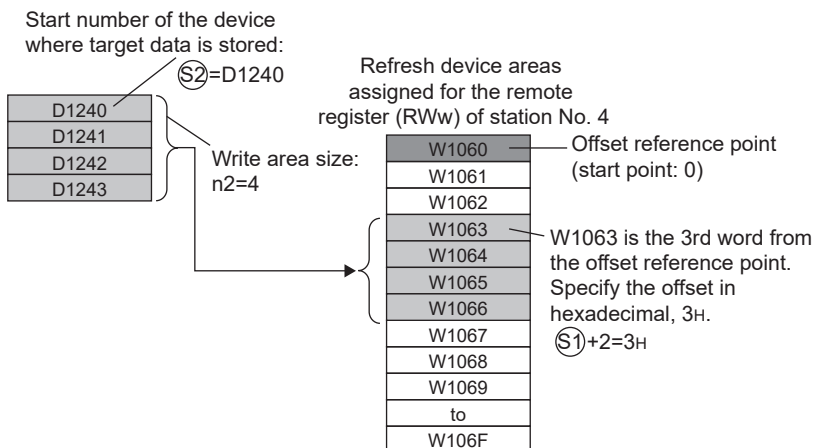 Start number of the device
where target data is stored:
S2=D1240
D1240
D1241
D1242
D1243
Write area size:
n2=4
Refresh device areas
assigned for the remote
register (RWw) of station No. 4
W1060
W1061
W1062
W1063
W1064
W1065
W1066
W1067
W1068
W1069
to
W106F
Offset reference point
(start point: 0)
W1063 is the 3rd word from
the offset reference point.
Specify the offset in
hexadecimal, 3H.
S1+2=3H